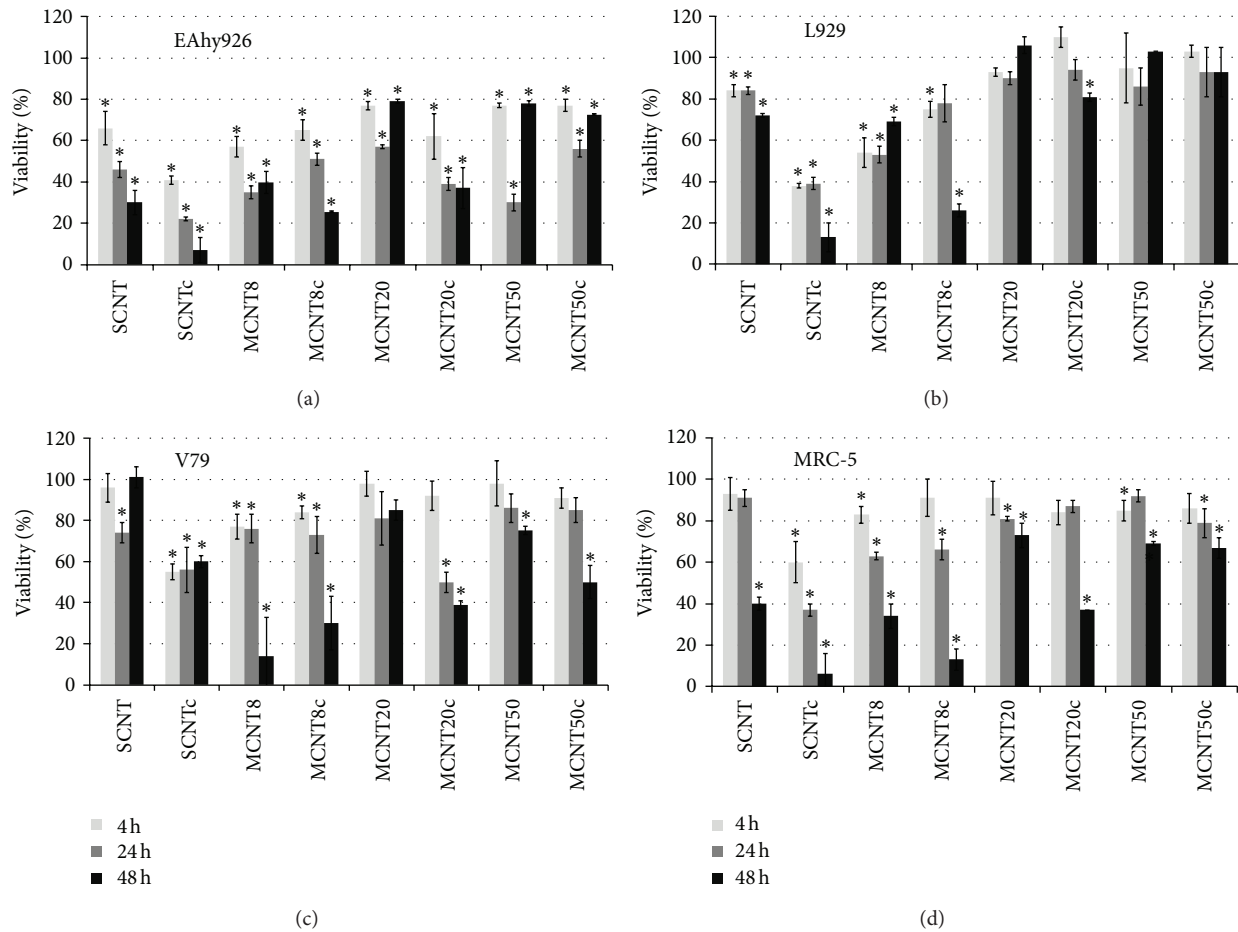 120
100
80
60
40
20
0
Viability (%)
EAhy926
* * * * * * * * * * * * * * * * * * * * * * * *
SCNT
SCNTc
MCNT8
MCNT8c
MCNT20
MCNT20c
MCNT50
MCNT50c
(a)
120
100
80
60
40
20
0
Viability (%)
L929
* * * * * * * * * * * *
SCNT
SCNTc
MCNT8
MCNT8c
MCNT20
MCNT20c
MCNT50
MCNT50c
(b)
120
100
80
60
40
20
0
Viability (%)
V79
* * * * * * * * * * * * * *
SCNT
SCNTc
MCNT8
MCNT8c
MCNT20
MCNT20c
MCNT50
MCNT50c
4 h
24 h
48 h
(c)
120
100
80
60
40
20
0
Viability (%)
MRC-5
* * * * * * * * * * * * * * * *
SCNT
SCNTc
MCNT8
MCNT8c
MCNT20
MCNT20c
MCNT50
MCNT50c
4 h
24 h
48 h
(d)